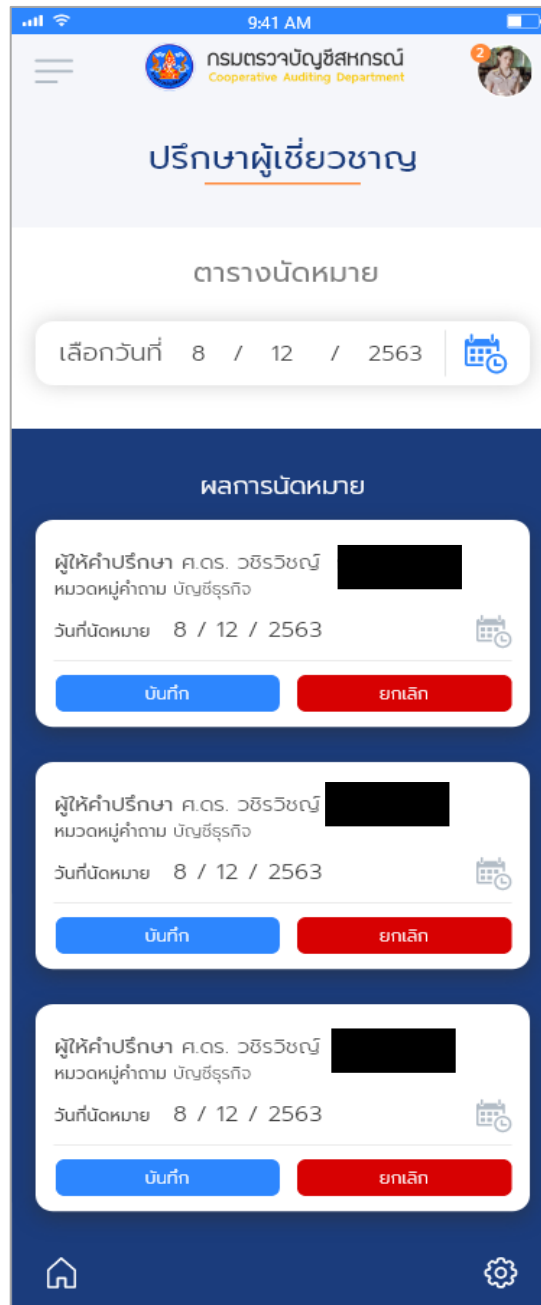 9:41 AM
กรมตรวจบัญชีสหกรณ์
Cooperative Auditing Department
2
ปรึกษาผู้เชี่ยวชาญ
ตารางนัดหมาย
เลือกวันที่ 8 / 12 / 2563
ผลการนัดหมาย
ผู้ให้คำปรึกษา ศ.ดร. วชิรวิชญ์
หมวดหมู่คำถาม บัญชีธุรกิจ
วันที่นัดหมาย 8 / 12 / 2563
บันทึก ยกเลิก
ผู้ให้คำปรึกษา ศ.ดร. วชิรวิชญ์
หมวดหมู่คำถาม บัญชีธุรกิจ
วันที่นัดหมาย 8 / 12 / 2563
บันทึก ยกเลิก
ผู้ให้คำปรึกษา ศ.ดร. วชิรวิชญ์
หมวดหมู่คำถาม บัญชีธุรกิจ
วันที่นัดหมาย 8 / 12 / 2563
บันทึก ยกเลิก